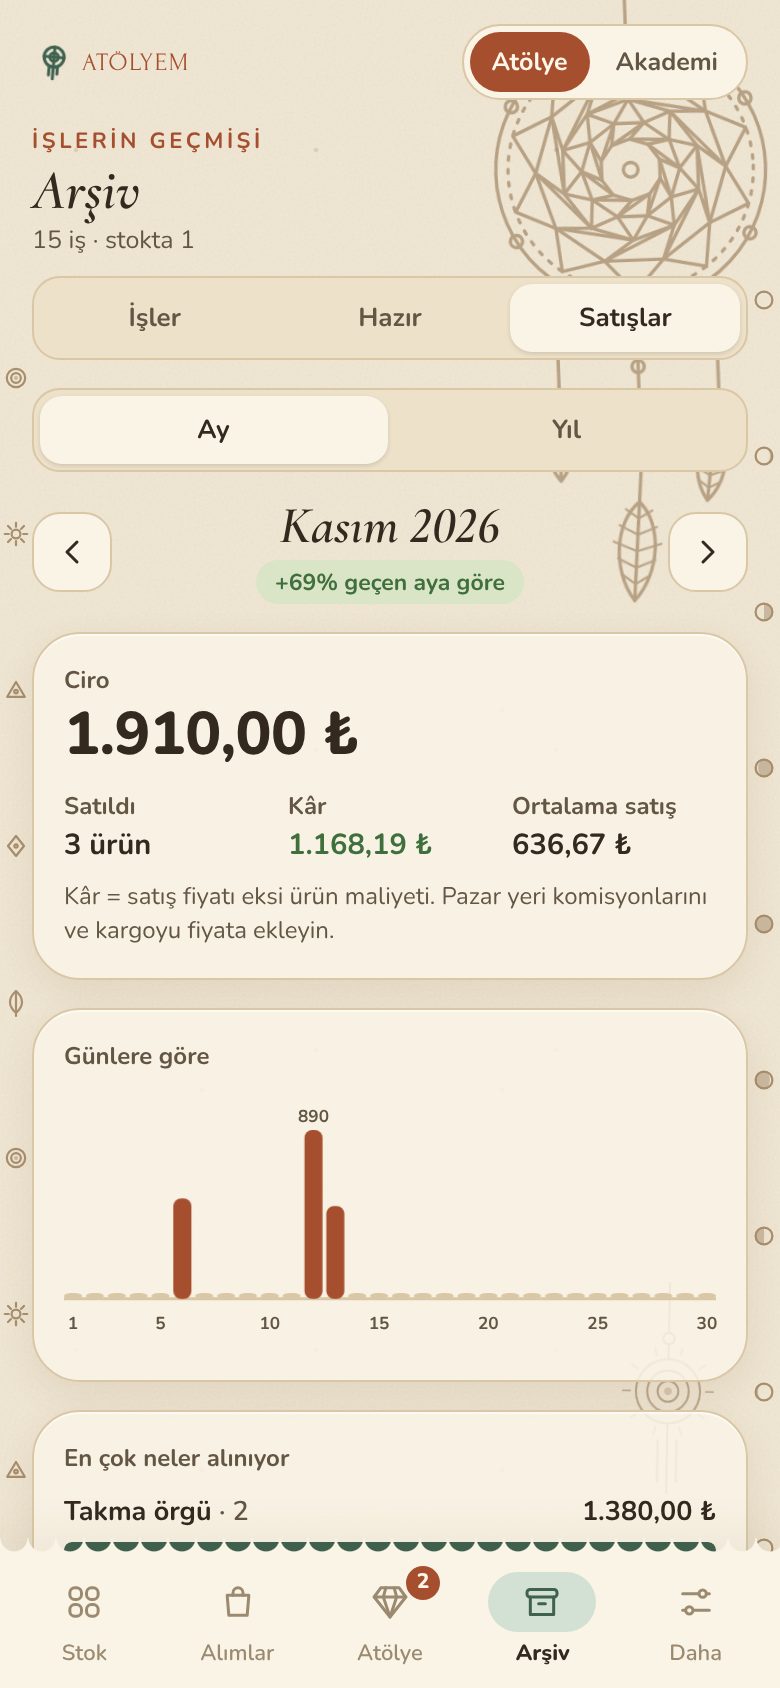 ATÖLYEM
Atölye
Akademi
İŞLERİN GEÇMİŞİ
Arşiv
15 iş · stokta 1
İşler
Hazır
Satışlar
Ay
Yıl
Kasım 2026
+69% geçen aya göre
Ciro
1.910,00 ₺
Satıldı
Kâr
Ortalama satış
3 ürün
1.168,19 ₺
636,67 ₺
Kâr = satış fiyatı eksi ürün maliyeti. Pazar yeri komisyonlarını
ve kargoyu fiyata ekleyin.
Günlere göre
890
1 5 10 15 20 25 30
En çok neler alınıyor
Takma örgü · 2
1.380,00 ₺
2
Stok
Alımlar
Atölye
Arşiv
Daha